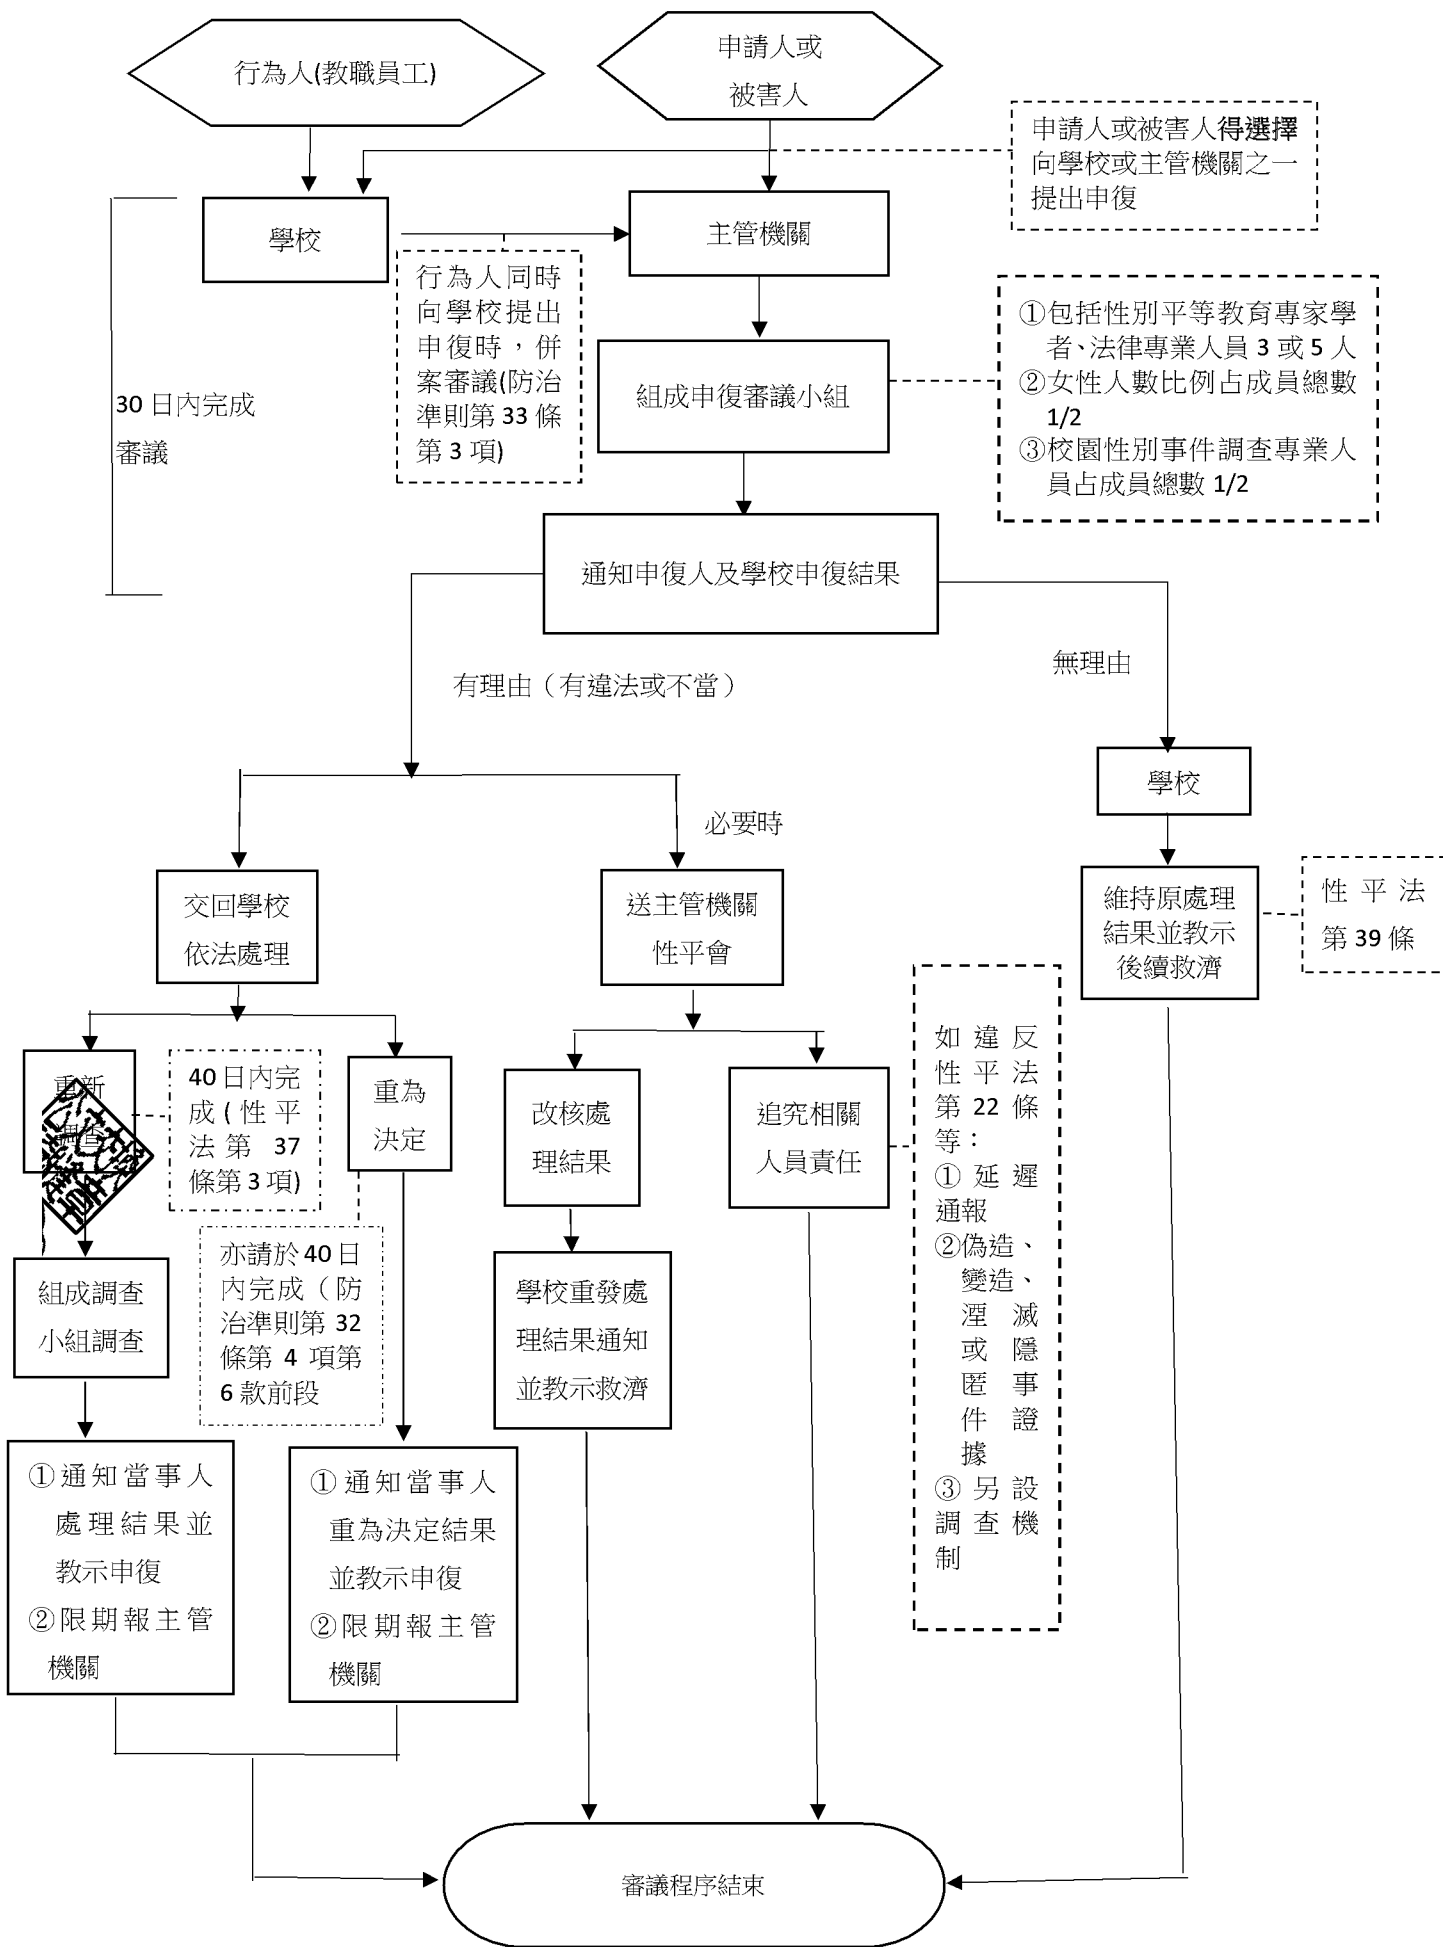 行為人(教職員工)
申請人或
被害人
申請人或被害人得選擇
向學校或主管機關之一
提出申復
學校
主管機關
行為人同時
向學校提出
申復時，併
案審議(防治
準則第 33 條
第 3 項)
30 日內完成
審議
組成申復審議小組
①包括性別平等教育專家學
者、法律專業人員 3 或 5 人
②女性人數比例占成員總數
1/2
③校園性別事件調查專業人
員占成員總數 1/2
通知申復人及學校申復結果
有理由（有違法或不當）
無理由
學校
必要時
交回學校
依法處理
送主管機關
性平會
維持原處理
結果並教示
後續救濟
性 平 法
第 39 條
重新
調查
40 日內完
成 ( 性 平
法 第 37
條第 3 項)
重為
決定
改核處
理結果
追究相關
人員責任
如 違 反
性 平 法
第 22 條
等：
① 延 遲
通報
②偽造、
變造、
湮 滅
或 隱
匿 事
件 證
據
③ 另 設
調 查 機
制
亦請於 40 日
內完成（防
治準則第 32
條第 4 項第
6 款前段
組成調查
小組調查
學校重發處
理結果通知
並教示救濟
①通知當事人
處理結果並
教示申復
②限期報主管
機關
①通知當事人
重為決定結果
並教示申復
②限期報主管
機關
審議程序結束